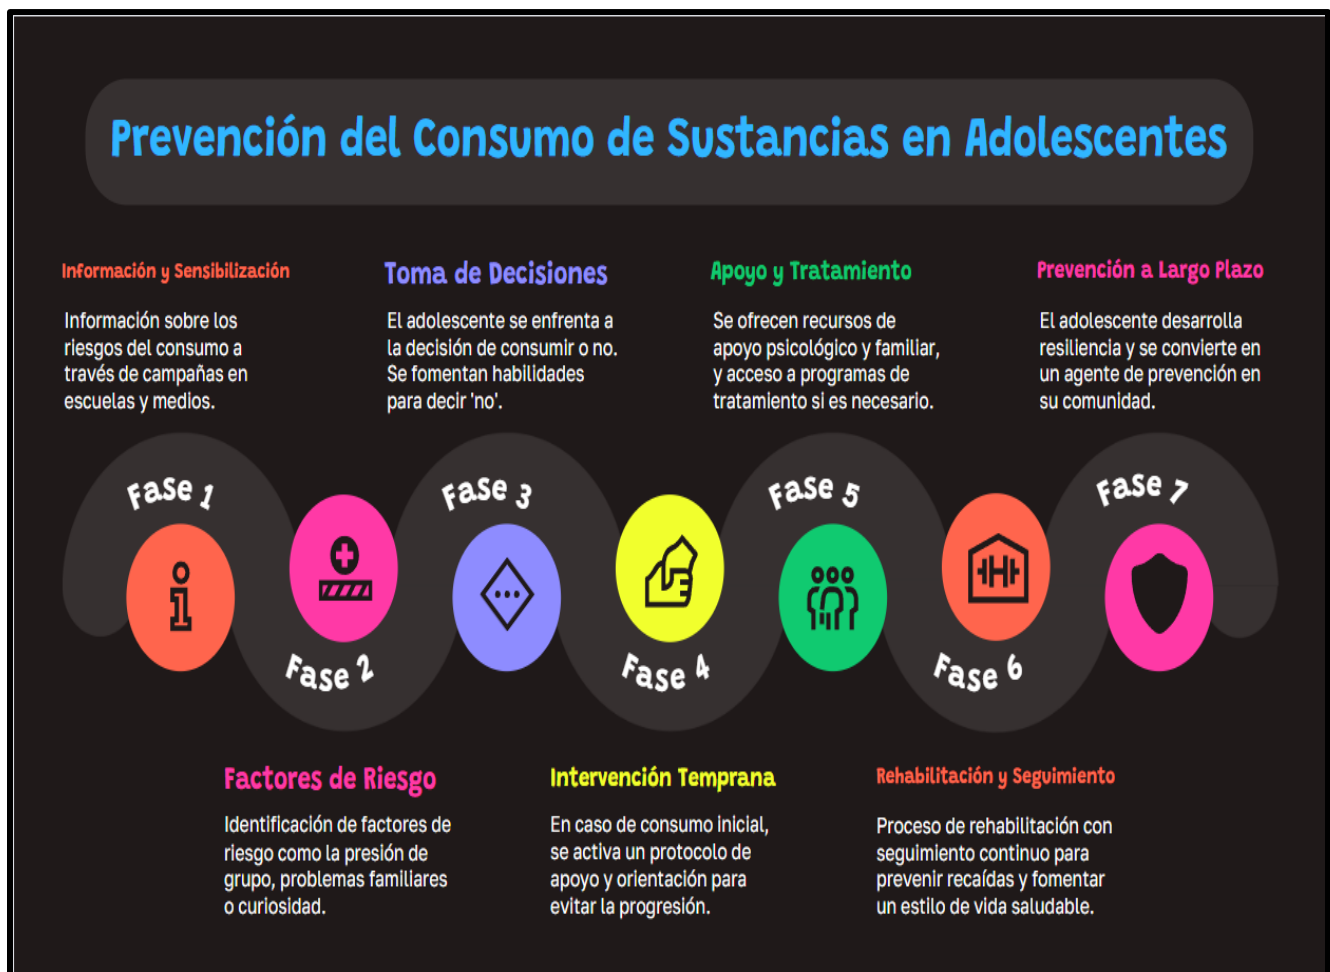 Prevención del Consumo de Sustancias en Adolescentes
Información y Sensibilización
Información sobre los
riesgos del consumo a
través de campañas en
escuelas y medios.
Toma de Decisiones
El adolescente se enfrenta a
la decisión de consumir o no.
Se fomentan habilidades
para decir 'no'.
Apoyo y Tratamiento
Se ofrecen recursos de
apoyo psicológico y familiar,
y acceso a programas de
tratamiento si es necesario.
Prevención a Largo Plazo
El adolescente desarrolla
resiliencia y se convierte en
un agente de prevención en
su comunidad.
Fase 1
Fase 2
Fase 3
Fase 4
Fase 5
Fase 6
Fase 7
Factores de Riesgo
Identificación de factores de
riesgo como la presión de
grupo, problemas familiares
o curiosidad.
Intervención Temprana
En caso de consumo inicial,
se activa un protocolo de
apoyo y orientación para
evitar la progresión.
Rehabilitación y Seguimiento
Proceso de rehabilitación con
seguimiento continuo para
prevenir recaídas y fomentar
un estilo de vida saludable.